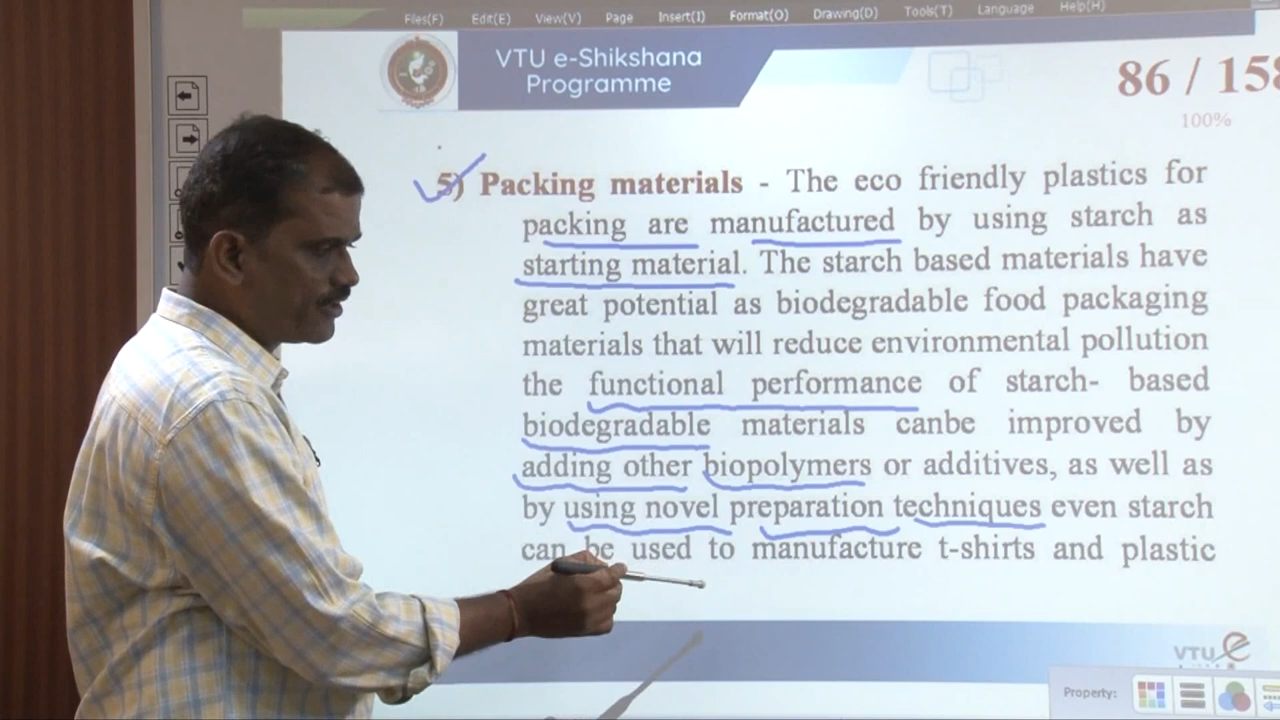 Files(F) Edit(E) View(V) Page Insert(I) Format(O) Drawing(D) Tools(T) Language Help(H)
VTU e-Shikshana
Programme
86 / 158
100%
5) Packing materials - The eco friendly plastics for
packing are manufactured by using starch as
starting material. The starch based materials have
great potential as biodegradable food packaging
materials that will reduce environmental pollution
the functional performance of starch- based
biodegradable materials canbe improved by
adding other biopolymers or additives, as well as
by using novel preparation techniques even starch
can be used to manufacture t-shirts and plastic
VTU e
Property: